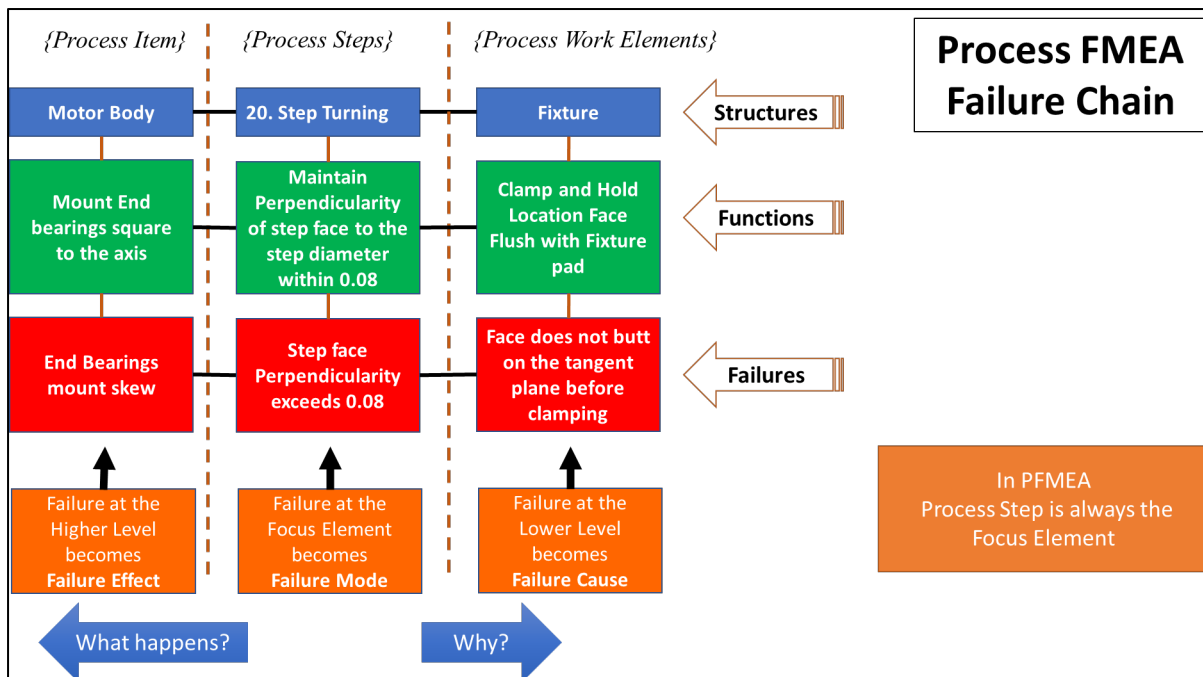 {Process Item}
{Process Steps}
{Process Work Elements}
Process FMEA
Failure Chain
Motor Body
20. Step Turning
Fixture
Structures
Mount End
bearings square
to the axis
Maintain
Perpendicularity
of step face to the
step diameter
within 0.08
Clamp and Hold
Location Face
Flush with Fixture
pad
Functions
End Bearings
mount skew
Step face
Perpendicularity
exceeds 0.08
Face does not butt
on the tangent
plane before
clamping
Failures
Failure at the
Higher Level
becomes
Failure Effect
Failure at the
Focus Element
becomes
Failure Mode
Failure at the
Lower Level
becomes
Failure Cause
In PFMEA
Process Step is always the
Focus Element
What happens?
Why?